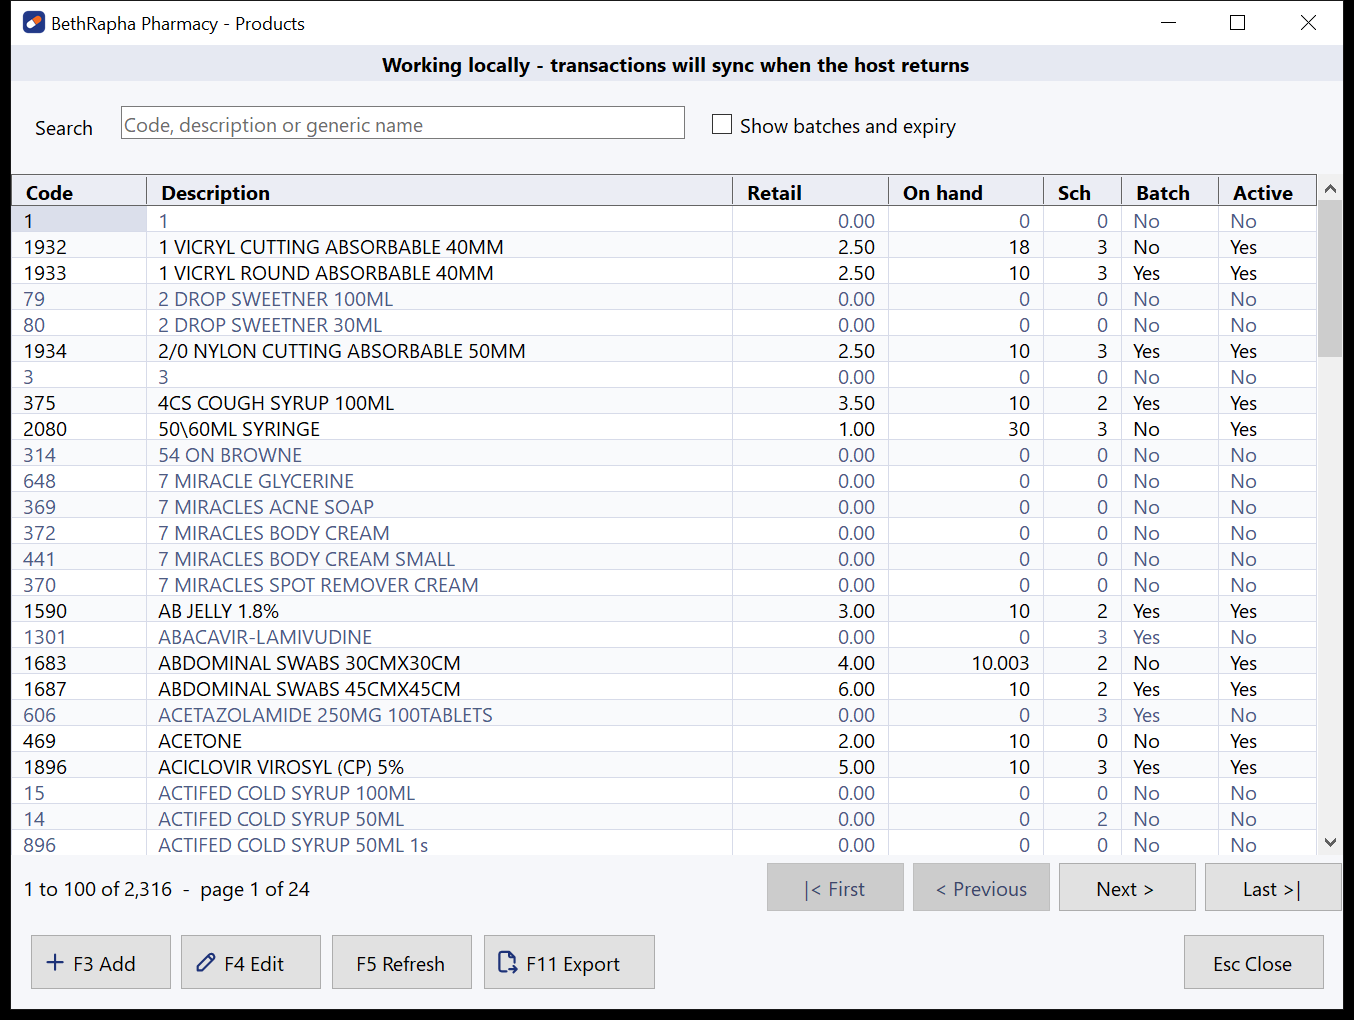 BethRapha Pharmacy - Products
Working locally - transactions will sync when the host returns
Search Code, description or generic name Show batches and expiry
Code Description Retail On hand Sch Batch Active
1 1 0.00 0 0 No No
1932 1 VICRYL CUTTING ABSORBABLE 40MM 2.50 18 3 No Yes
1933 1 VICRYL ROUND ABSORBABLE 40MM 2.50 10 3 Yes Yes
79 2 DROP SWEETNER 100ML 0.00 0 0 No No
80 2 DROP SWEETNER 30ML 0.00 0 0 No No
1934 2/0 NYLON CUTTING ABSORBABLE 50MM 2.50 10 3 Yes Yes
3 3 0.00 0 0 No No
375 4CS COUGH SYRUP 100ML 3.50 10 2 Yes Yes
2080 50\60ML SYRINGE 1.00 30 3 No Yes
314 54 ON BROWNE 0.00 0 0 No No
648 7 MIRACLE GLYCERINE 0.00 0 0 No No
369 7 MIRACLES ACNE SOAP 0.00 0 0 No No
372 7 MIRACLES BODY CREAM 0.00 0 0 No No
441 7 MIRACLES BODY CREAM SMALL 0.00 0 0 No No
370 7 MIRACLES SPOT REMOVER CREAM 0.00 0 0 No No
1590 AB JELLY 1.8% 3.00 10 2 Yes Yes
1301 ABACAVIR-LAMIVUDINE 0.00 0 3 Yes No
1683 ABDOMINAL SWABS 30CMX30CM 4.00 10.003 2 No Yes
1687 ABDOMINAL SWABS 45CMX45CM 6.00 10 2 Yes Yes
606 ACETAZOLAMIDE 250MG 100TABLETS 0.00 0 3 Yes No
469 ACETONE 2.00 10 0 No Yes
1896 ACICLOVIR VIROSYL (CP) 5% 5.00 10 3 Yes Yes
15 ACTIFED COLD SYRUP 100ML 0.00 0 0 No No
14 ACTIFED COLD SYRUP 50ML 0.00 0 2 No No
896 ACTIFED COLD SYRUP 50ML 1s 0.00 0 0 No No
1 to 100 of 2,316 - page 1 of 24 |< First < Previous Next > Last >|
F3 Add F4 Edit F5 Refresh F11 Export Esc Close